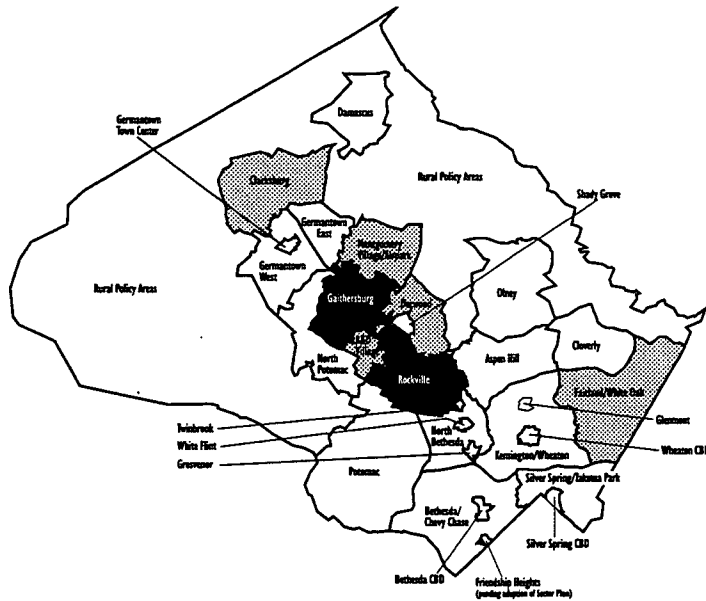 Damascus
Germantown
Town Center
Clarksburg
Rural Policy Areas
Shady Grove
Germantown
East
Montgomery
Village/Airpark
Germantown
West
Rural Policy Areas
Gaithersburg
Derwood
Olney
R&D
Village
North
Potomac
Aspen Hill
Cloverly
Rockville
Fairland/White Oak
Twinbrook
White Flint
Grosvenor
North
Bethesda
Glenmont
Wheaton CBD
Kensington/Wheaton
Potomac
Silver Spring/Takoma Park
Bethesda/
Chevy Chase
Silver Spring CBD
Bethesda CBD
Friendship Heights
(pending adoption of Sector Plan)